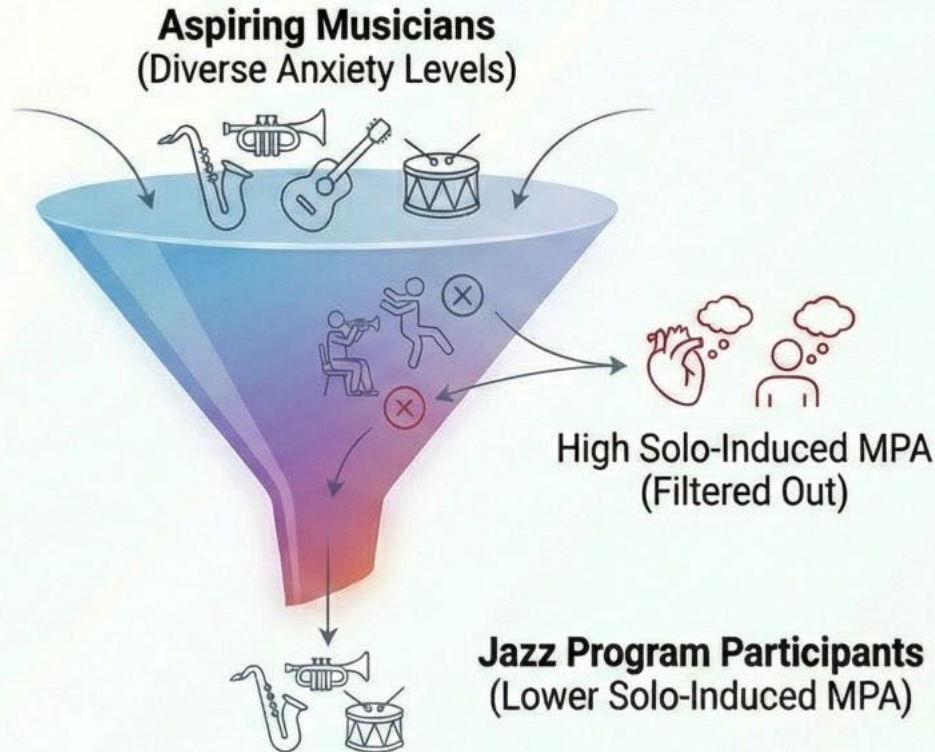 Aspiring Musicians
(Diverse Anxiety Levels)
High Solo-Induced MPA
(Filtered Out)
Jazz Program Participants
(Lower Solo-Induced MPA)